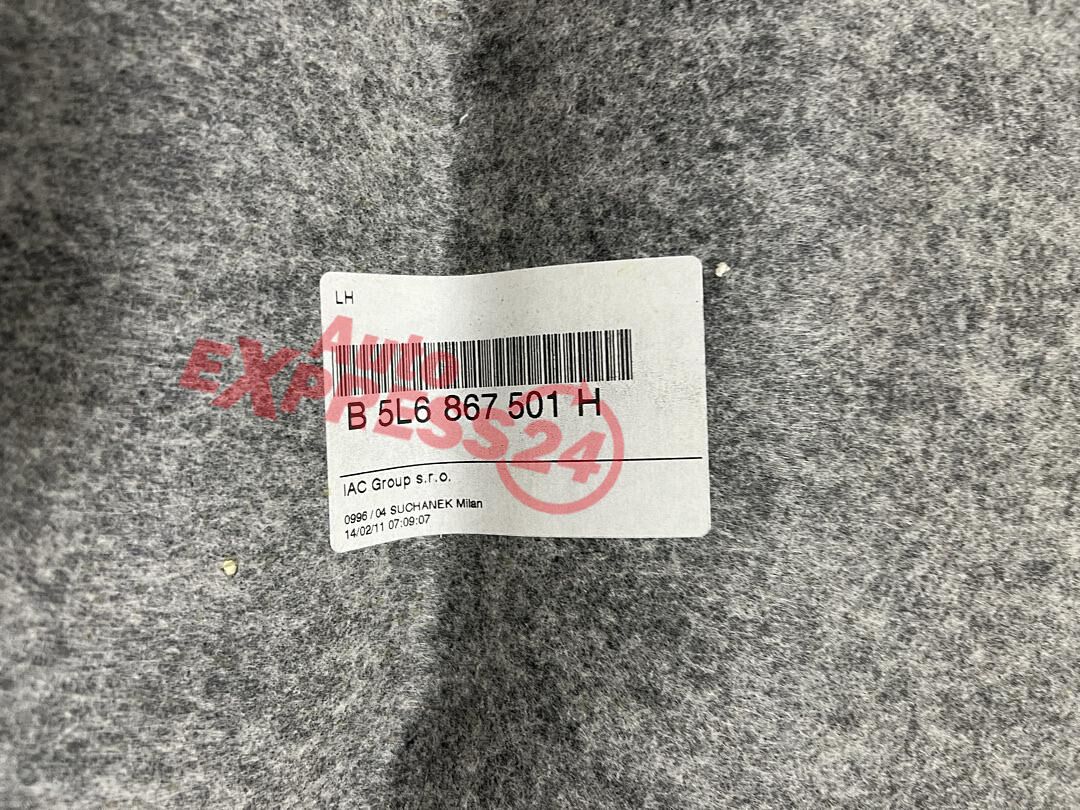 LH
Auto
EXPRESS24
B 5L6 867 501 H
IAC Group s.r.o.
0996 / 04 SUCHANEK Milan
14/02/11 07:09:07